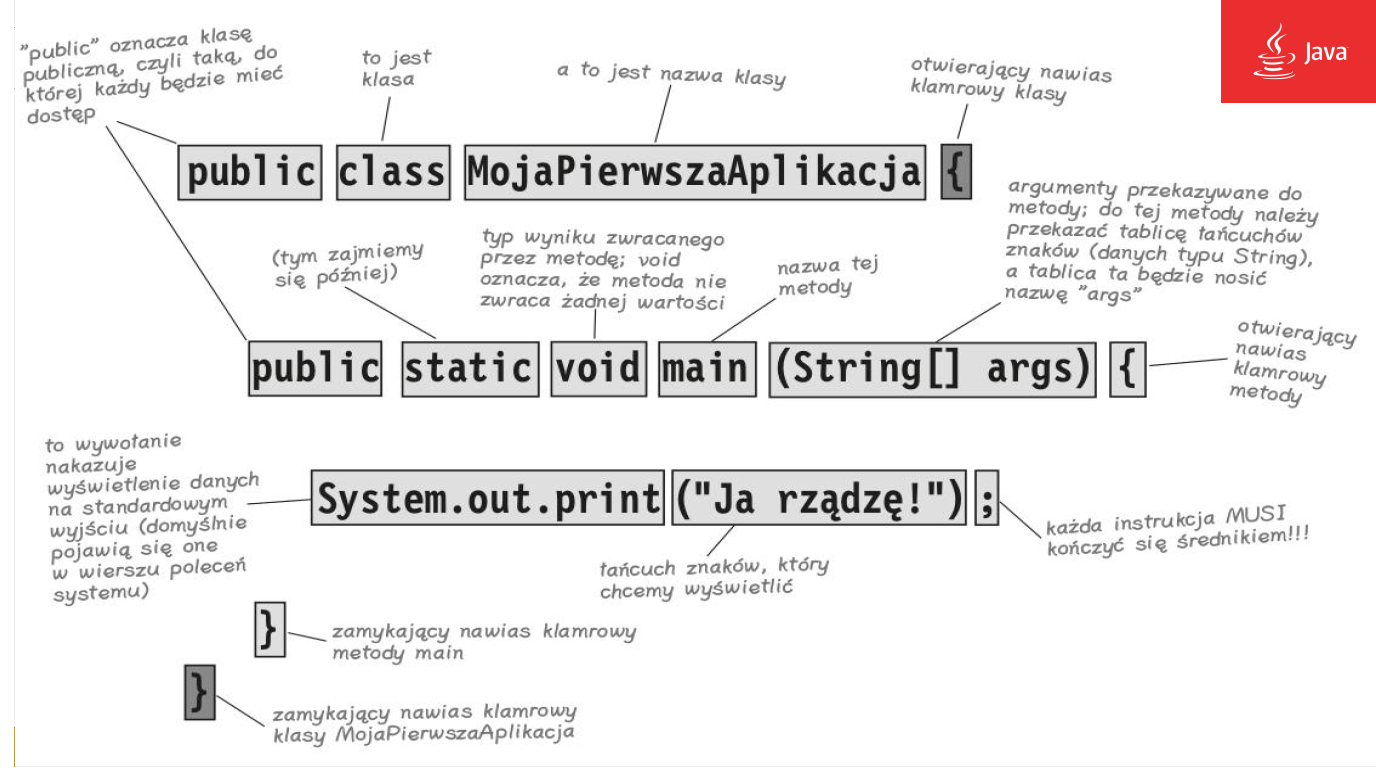 "public" oznacza klasę
publiczną, czyli taką, do
której każdy będzie mieć
dostęp
to jest
klasa
a to jest nazwa klasy
otwierający nawias
klamrowy klasy
Java
public class MojaPierwszaAplikacja {
(tym zajmiemy
się później)
typ wyniku zwracanego
przez metodę; void
oznacza, że metoda nie
zwraca żadnej wartości
nazwa tej
metody
argumenty przekazywane do
metody; do tej metody należy
przekazać tablicę łańcuchów
znaków (danych typu String),
a tablica ta będzie nosić
nazwę "args"
public static void main (String[] args) {
otwierający
nawias
klamrowy
metody
to wywołanie
nakazuje
wyświetlenie danych
na standardowym
wyjściu (domyślnie
pojawią się one
w wierszu poleceń
systemu)
System.out.print ("Ja rządzę!") ;
każda instrukcja MUSI
kończyć się średnikiem!!!
łańcuch znaków, który
chcemy wyświetlić
}
zamykający nawias klamrowy
metody main
}
zamykający nawias klamrowy
klasy MojaPierwszaAplikacja